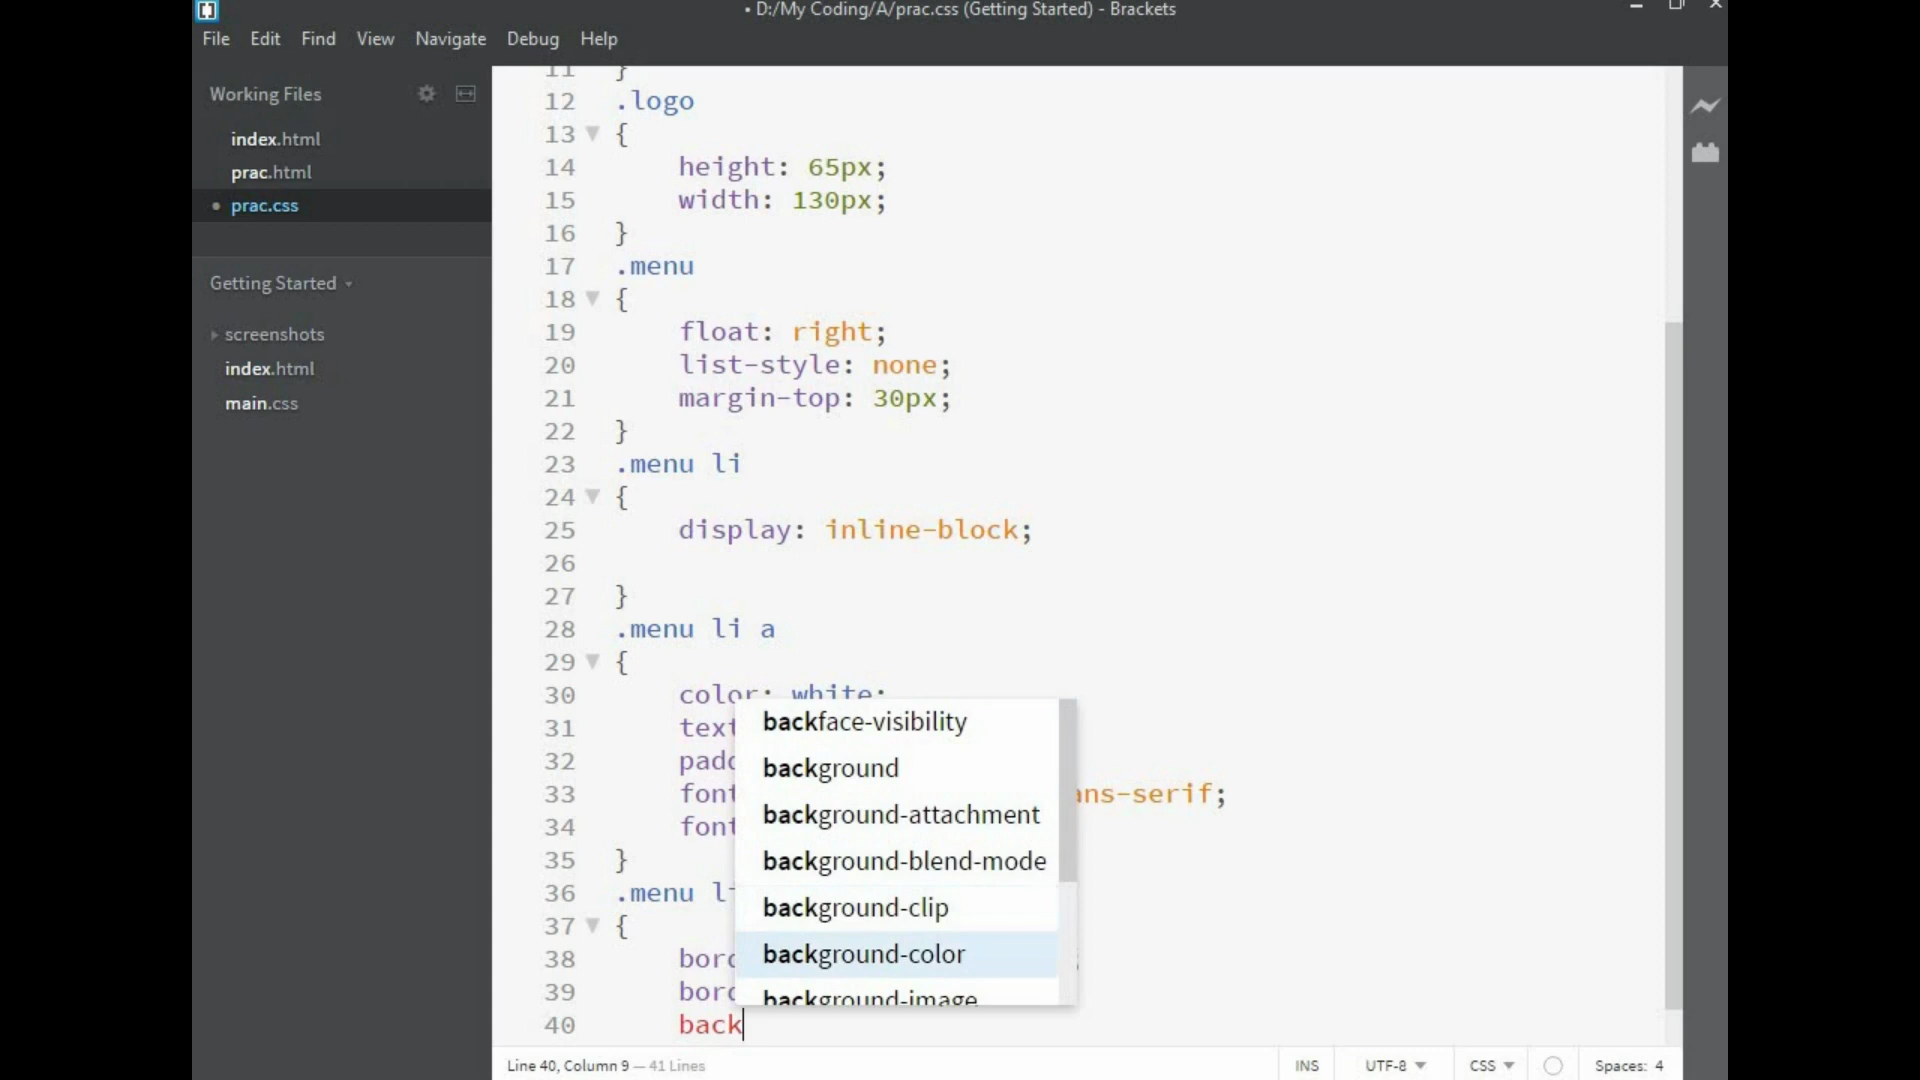 • D:/My Coding/A/prac.css (Getting Started) - Brackets
File Edit Find View Navigate Debug Help
Working Files
index.html
prac.html
• prac.css
Getting Started
screenshots
index.html
main.css
11 }
12 .logo
13 {
14 height: 65px;
15 width: 130px;
16 }
17 .menu
18 {
19 float: right;
20 list-style: none;
21 margin-top: 30px;
22 }
23 .menu li
24 {
25 display: inline-block;
26
27 }
28 .menu li a
29 {
30 color: white;
31 text
32 padd
33 font ans-serif;
34 font
35 }
36 .menu li
37 {
38 bord ;
39 bord
40 back
backface-visibility
background
background-attachment
background-blend-mode
background-clip
background-color
background-image
Line 40, Column 9 — 41 Lines
INS UTF-8 CSS Spaces: 4